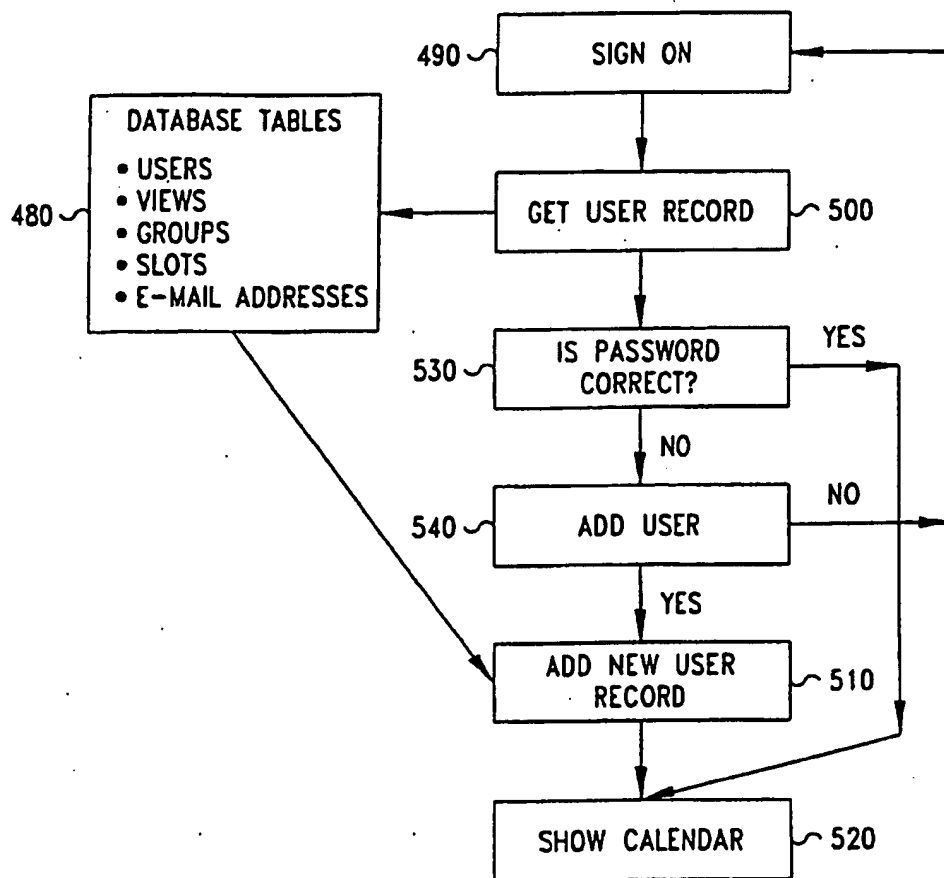 490
SIGN ON
DATABASE TABLES
• USERS
• VIEWS
• GROUPS
• SLOTS
• E-MAIL ADDRESSES
480
GET USER RECORD
500
530
IS PASSWORD
CORRECT?
YES
NO
540
ADD USER
NO
YES
ADD NEW USER
RECORD
510
SHOW CALENDAR
520